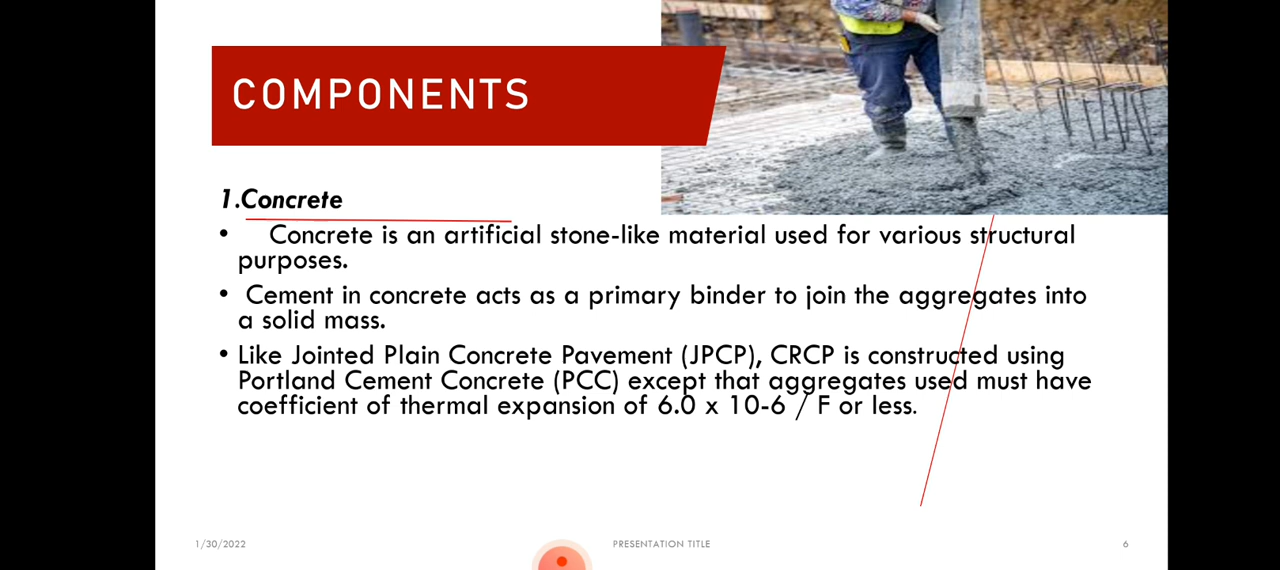 COMPONENTS
1.Concrete
• Concrete is an artificial stone-like material used for various structural
purposes.
• Cement in concrete acts as a primary binder to join the aggregates into
a solid mass.
• Like Jointed Plain Concrete Pavement (JPCP), CRCP is constructed using
Portland Cement Concrete (PCC) except that aggregates used must have
coefficient of thermal expansion of 6.0 x 10-6 / F or less.
1/30/2022 PRESENTATION TITLE 6